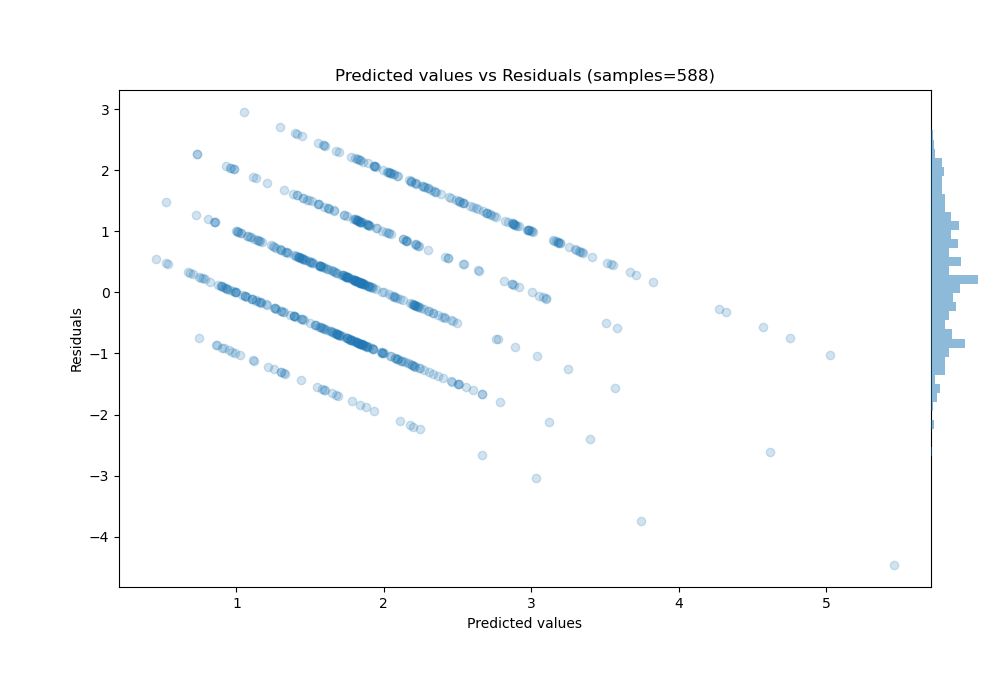 Predicted values vs Residuals (samples=588)
3
2
1
0
−1
−2
−3
−4
Residuals
1 2 3 4 5
Predicted values